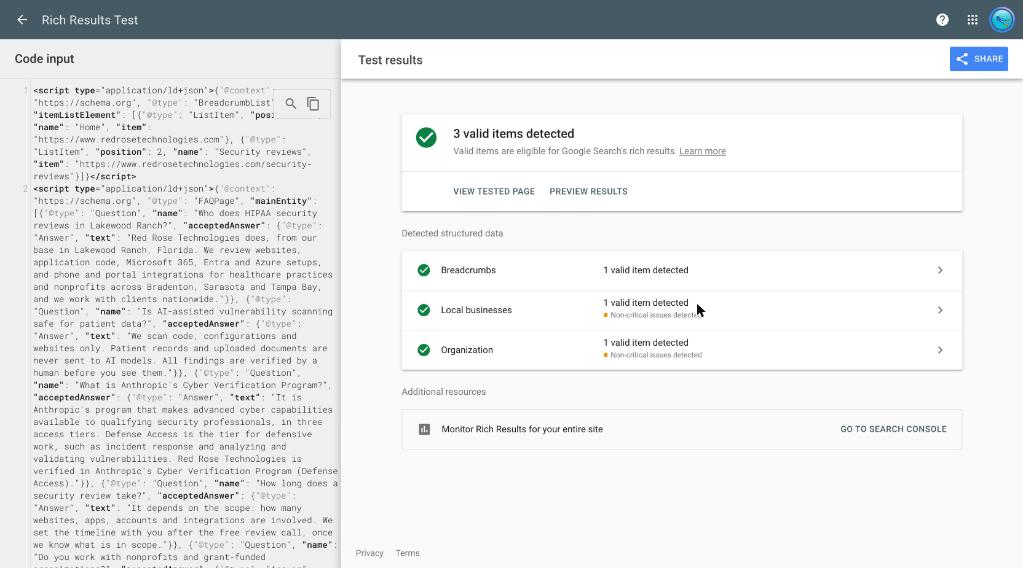 Rich Results Test
Code input
1 <script type="application/ld+json">{"@context":
"https://schema.org", "@type": "BreadcrumbList"
"itemListElement": [{"@type": "ListItem", "posi
"name": "Home", "item":
"https://www.redrosetechnologies.com"}, {"@type":
"ListItem", "position": 2, "name": "Security reviews",
"item": "https://www.redrosetechnologies.com/security-
reviews"}]}</script>
2 <script type="application/ld+json">{"@context":
"https://schema.org", "@type": "FAQPage", "mainEntity":
[{"@type": "Question", "name": "Who does HIPAA security
reviews in Lakewood Ranch?", "acceptedAnswer": {"@type":
"Answer", "text": "Red Rose Technologies does, from our
base in Lakewood Ranch, Florida. We review websites,
application code, Microsoft 365, Entra and Azure setups,
and phone and portal integrations for healthcare practices
and nonprofits across Bradenton, Sarasota and Tampa Bay,
and we work with clients nationwide."}}, {"@type":
"Question", "name": "Is AI-assisted vulnerability scanning
safe for patient data?", "acceptedAnswer": {"@type":
"Answer", "text": "We scan code, configurations and
websites only. Patient records and uploaded documents are
never sent to AI models. All findings are verified by a
human before you see them."}}, {"@type": "Question",
"name": "What is Anthropic's Cyber Verification Program?",
"acceptedAnswer": {"@type": "Answer", "text": "It is
Anthropic's program that makes advanced cyber capabilities
available to qualifying security professionals, in three
access tiers. Defense Access is the tier for defensive
work, such as incident response and analyzing and
validating vulnerabilities. Red Rose Technologies is
verified in Anthropic's Cyber Verification Program (Defense
Access)."}}, {"@type": "Question", "name": "How long does a
security review take?", "acceptedAnswer": {"@type":
"Answer", "text": "It depends on the scope: how many
websites, apps, accounts and integrations are involved. We
set the timeline with you after the free review call, once
we know what is in scope."}}, {"@type": "Question", "name":
"Do you work with nonprofits and grant-funded
Test results
SHARE
3 valid items detected
Valid items are eligible for Google Search's rich results. Learn more
VIEW TESTED PAGE PREVIEW RESULTS
Detected structured data
Breadcrumbs 1 valid item detected
Local businesses 1 valid item detected
Non-critical issues detected
Organization 1 valid item detected
Non-critical issues detected
Additional resources
Monitor Rich Results for your entire site GO TO SEARCH CONSOLE
Privacy Terms